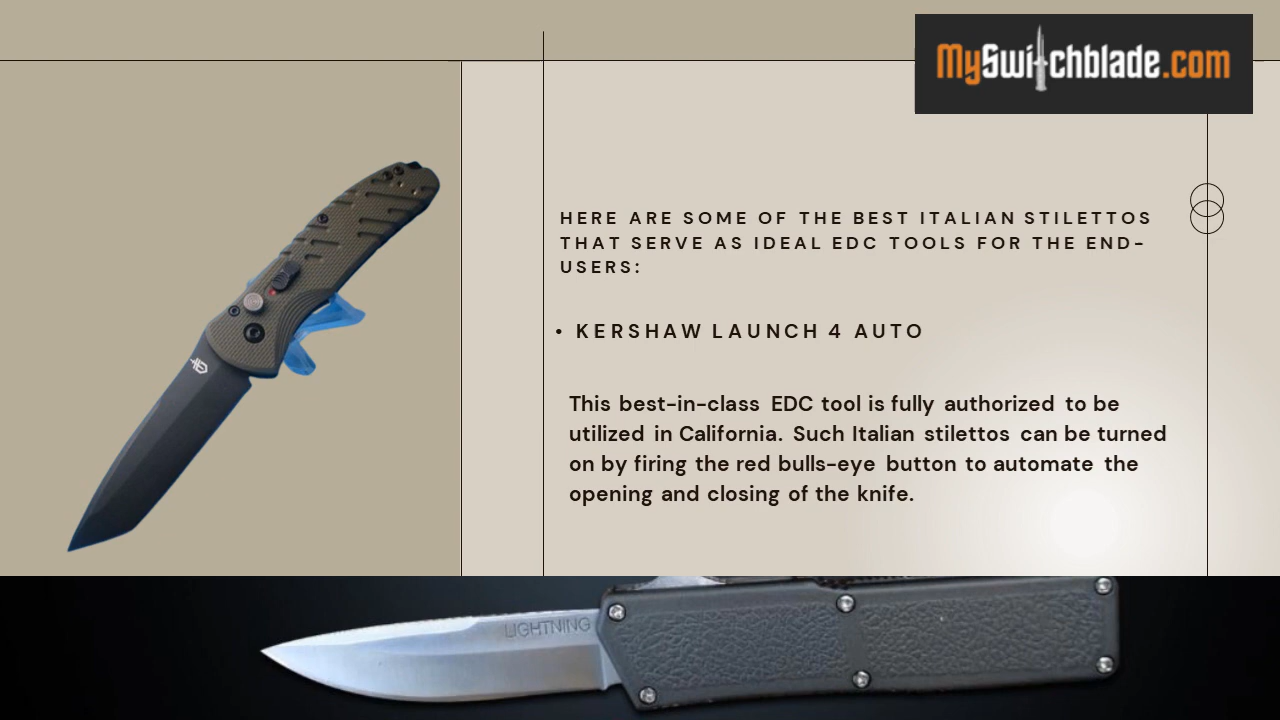 MySwitchblade.com
HERE ARE SOME OF THE BEST ITALIAN STILETTOS
THAT SERVE AS IDEAL EDC TOOLS FOR THE END-
USERS:
• KERSHAW LAUNCH 4 AUTO
This best-in-class EDC tool is fully authorized to be
utilized in California. Such Italian stilettos can be turned
on by firing the red bulls-eye button to automate the
opening and closing of the knife.
LIGHTNING